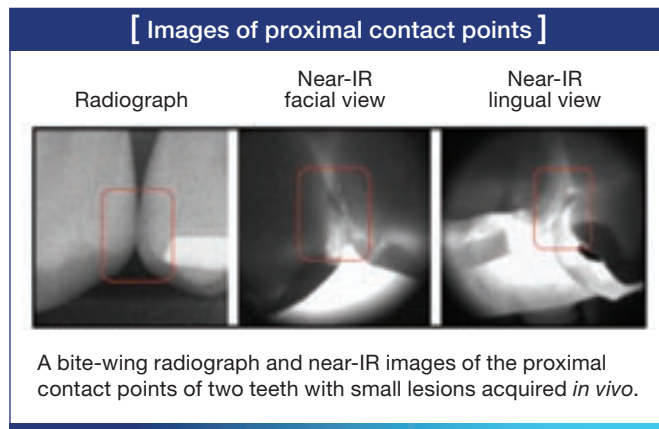 [ Images of proximal contact points ]
Radiograph
Near-IR
facial view
Near-IR
lingual view
A bite-wing radiograph and near-IR images of the proximal
contact points of two teeth with small lesions acquired in vivo.